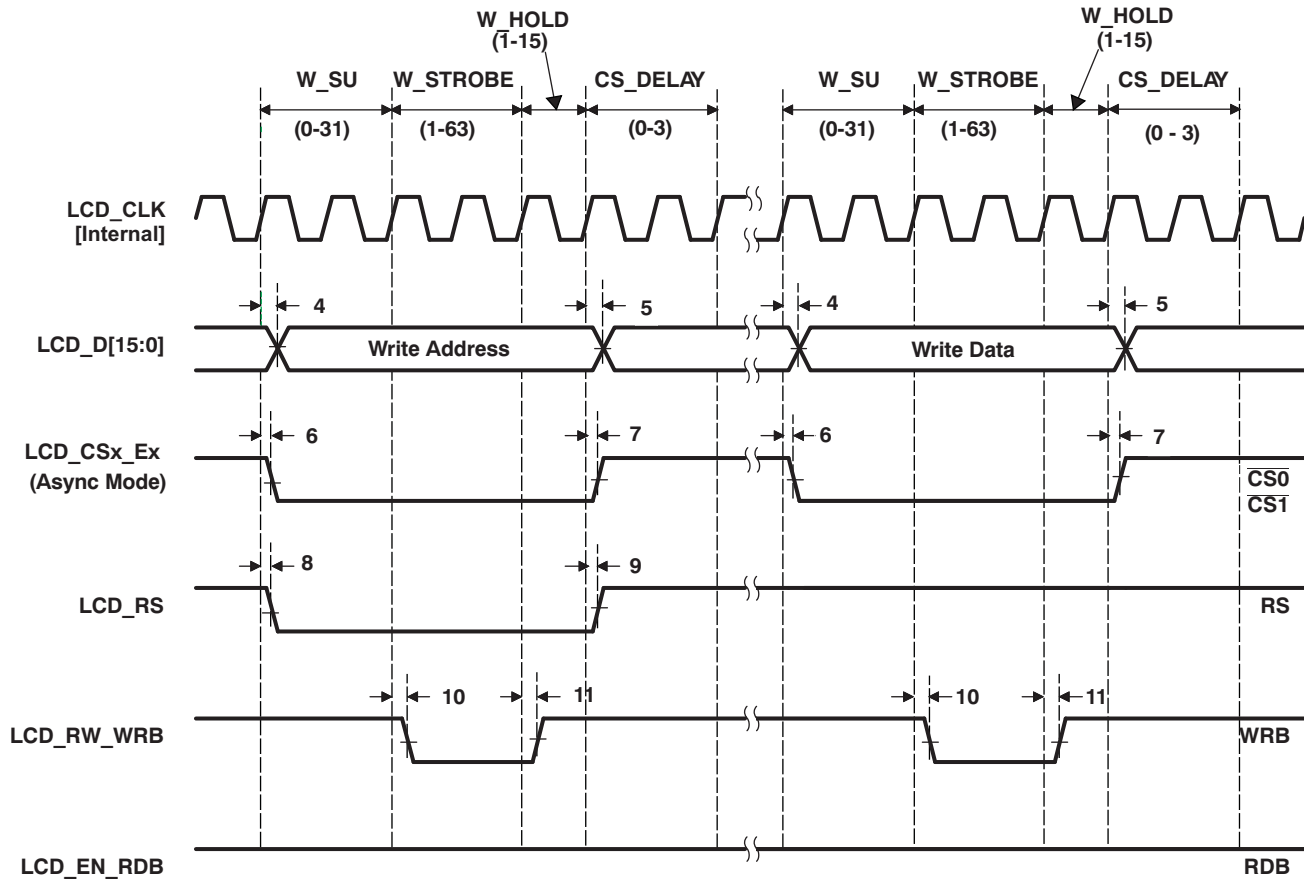 W_HOLD
(1-15)
W_HOLD
(1-15)
W_SU
W_STROBE
CS_DELAY
W_SU
W_STROBE
CS_DELAY
(0-31)
(1-63)
(0-3)
(0-31)
(1-63)
(0 - 3)
LCD_CLK
[Internal]
4
5
4
5
LCD_D[15:0]
Write Address
Write Data
6
7
6
7
LCD_CSx_Ex
(Async Mode)
CS0
CS1
8
9
LCD_RS
RS
10
11
10
11
LCD_RW_WRB
WRB
LCD_EN_RDB
RDB